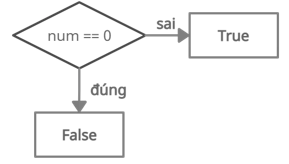 num == 0
sai
True
đúng
False